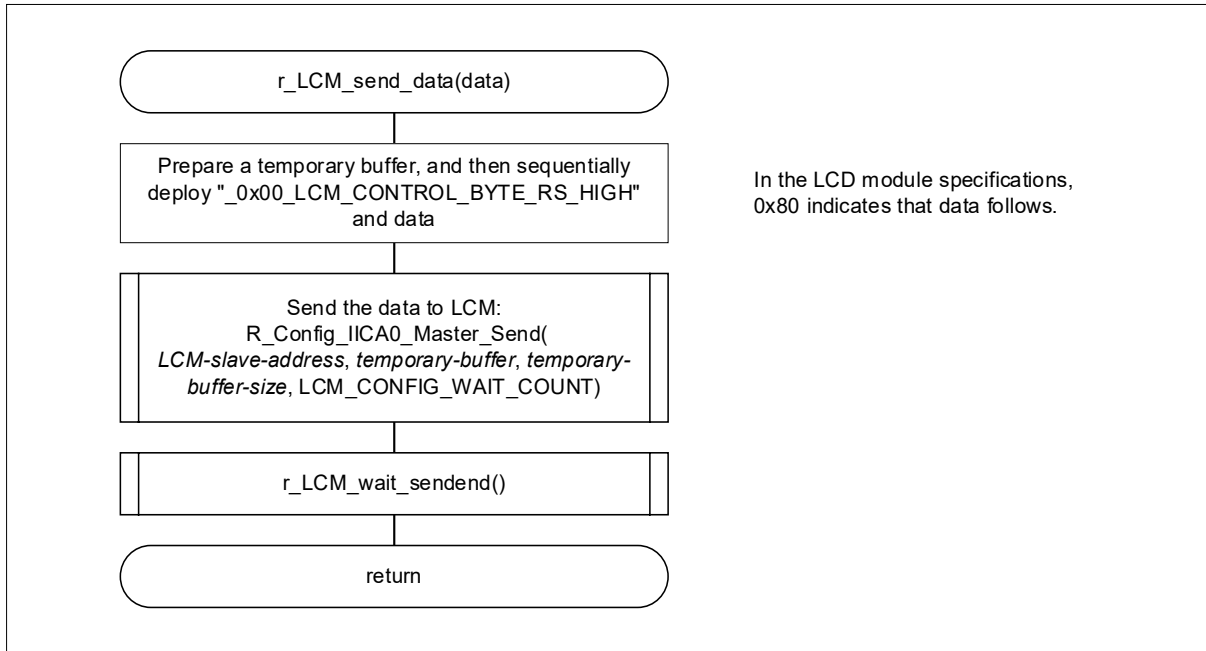 r_LCM_send_data(data)
Prepare a temporary buffer, and then sequentially
deploy "_0x00_LCM_CONTROL_BYTE_RS_HIGH"
and data
In the LCD module specifications,
0x80 indicates that data follows.
Send the data to LCM:
R_Config_IICA0_Master_Send(
LCM-slave-address, temporary-buffer, temporary-
buffer-size, LCM_CONFIG_WAIT_COUNT)
r_LCM_wait_sendend()
return